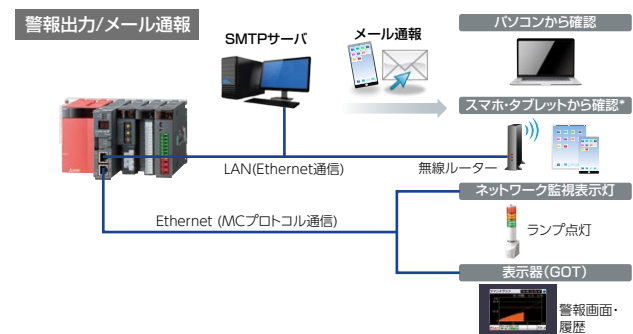 警報出力/メール通報
SMTPサーバ
メール通報
パソコンから確認
スマホ・タブレットから確認*
LAN(Ethernet通信)
無線ルーター
ネットワーク監視表示灯
Ethernet (MCプロトコル通信)
ランプ点灯
表示器(GOT)
警報画面・
履歴